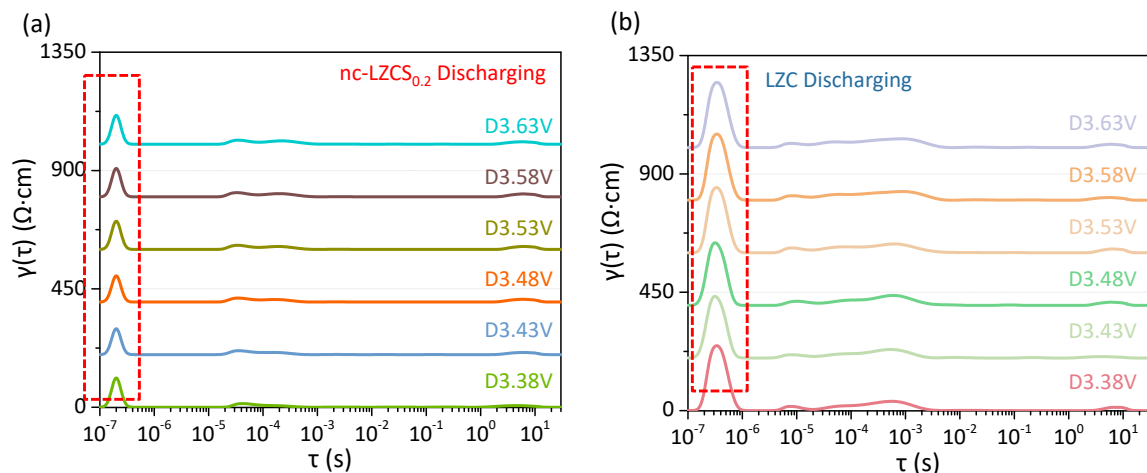 (a)
1350
900
450
0
γ(τ) (Ω·cm)
nc-LZCS0.2 Discharging
D3.63V
D3.58V
D3.53V
D3.48V
D3.43V
D3.38V
10-7 10-6 10-5 10-4 10-3 10-2 10-1 100 101
τ (s)
(b)
1350
900
450
0
γ(τ) (Ω·cm)
LZC Discharging
D3.63V
D3.58V
D3.53V
D3.48V
D3.43V
D3.38V
10-7 10-6 10-5 10-4 10-3 10-2 10-1 100 101
τ (s)